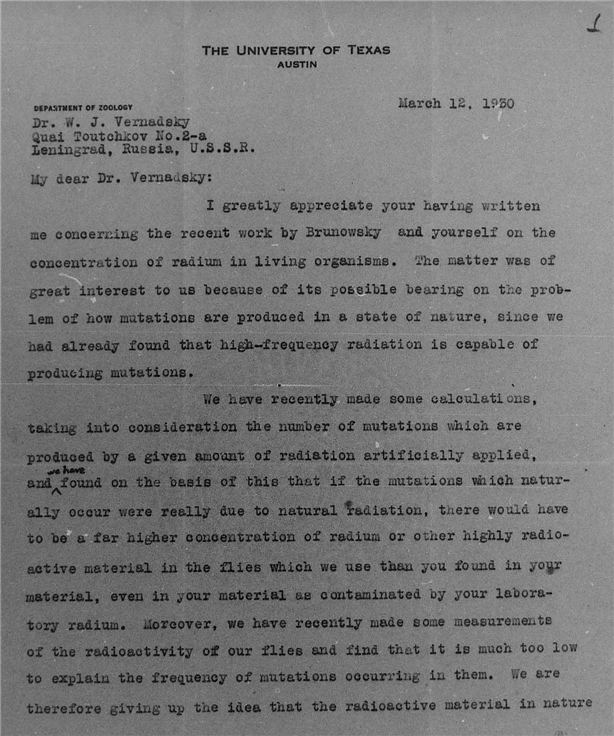 1
THE UNIVERSITY OF TEXAS
AUSTIN
DEPARTMENT OF ZOOLOGY
March 12, 1930
Dr. W. J. Vernadsky
Quai Toutchkov No.2-a
Leningrad, Russia, U.S.S.R.
My dear Dr. Vernadsky:
I greatly appreciate your having written
me concerning the recent work by Brunowsky and yourself on the
concentration of radium in living organisms. The matter was of
great interest to us because of its possible bearing on the prob-
lem of how mutations are produced in a state of nature, since we
had already found that high-frequency radiation is capable of
producing mutations.
We have recently made some calculations,
taking into consideration the number of mutations which are
produced by a given amount of radiation artificially applied,
and we have found on the basis of this that if the mutations which natur-
ally occur were really due to natural radiation, there would have
to be a far higher concentration of radium or other highly radio-
active material in the flies which we use than you found in your
material, even in your material as contaminated by your labora-
tory radium. Moreover, we have recently made some measurements
of the radioactivity of our flies and find that it is much too low
to explain the frequency of mutations occurring in them. We are
therefore giving up the idea that the radioactive material in nature